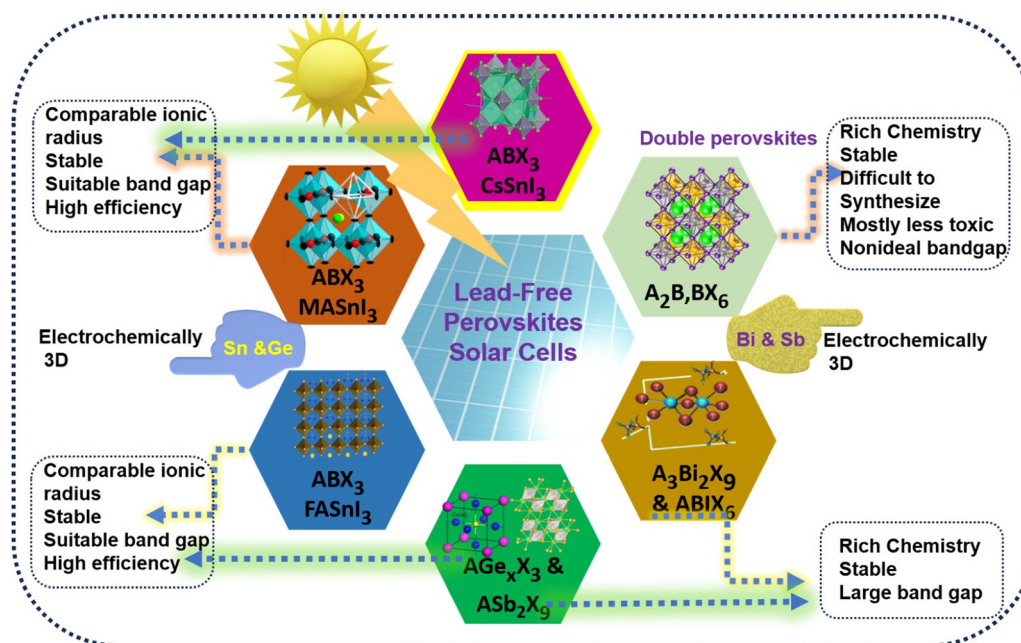 Comparable ionic
radius
Stable
Suitable band gap
High efficiency
ABX₃
CsSnI₃
Double perovskites
Rich Chemistry
Stable
Difficult to
Synthesize
Mostly less toxic
Nonideal bandgap
ABX₃
MASnI₃
A₂B,BX₆
Lead-Free
Perovskites
Solar Cells
Electrochemically
3D
Sn &Ge
Bi & Sb
Electrochemically
3D
ABX₃
FASnI₃
A₃Bi₂X₉
& ABIX₆
Comparable ionic
radius
Stable
Suitable band gap
High efficiency
AGeₓX₃ &
ASb₂X₉
Rich Chemistry
Stable
Large band gap